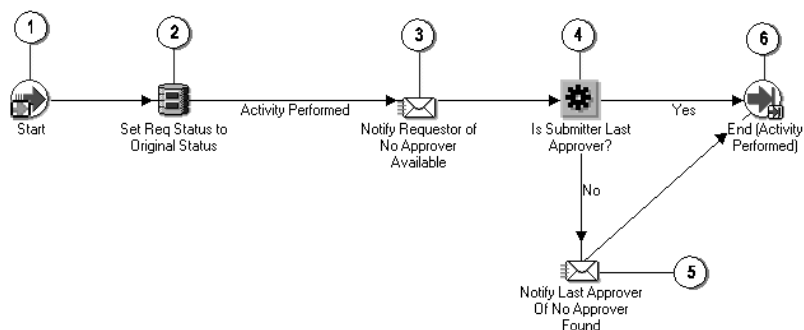 1
2
3
4
6
Start
Set Req Status to
Original Status
Activity Performed
Notify Requestor of
No Approver
Available
Is Submitter Last
Approver?
Yes
End (Activity
Performed)
No
5
Notify Last Approver
Of No Approver
Found